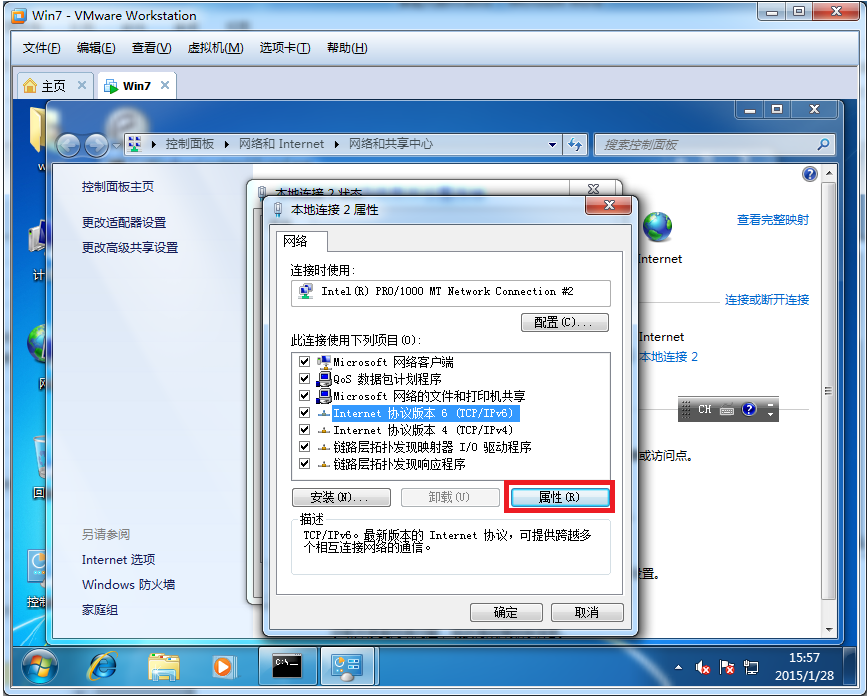 Win7 - VMware Workstation
文件(F) 编辑(E) 查看(V) 虚拟机(M) 选项卡(T) 帮助(H)
主页 Win7
控制面板 网络和 Internet 网络和共享中心 搜索控制面板
控制面板主页
更改适配器设置
更改高级共享设置
另请参阅
Internet 选项
Windows 防火墙
家庭组
本地连接 2 状态
本地连接 2 属性
网络
连接时使用:
Intel(R) PRO/1000 MT Network Connection #2
配置(C)...
此连接使用下列项目(O):
Microsoft 网络客户端
QoS 数据包计划程序
Microsoft 网络的文件和打印机共享
Internet 协议版本 6 (TCP/IPv6)
Internet 协议版本 4 (TCP/IPv4)
链路层拓扑发现映射器 I/O 驱动程序
链路层拓扑发现响应程序
安装(N)... 卸载(U) 属性(R)
描述
TCP/IPv6。最新版本的 Internet 协议，可提供跨越多
个相互连接网络的通信。
确定 取消
查看完整映射
Internet
连接或断开连接
Internet
本地连接 2
CH
或访问点。
置。
计
网
回
控制
C:\
15:57
2015/1/28